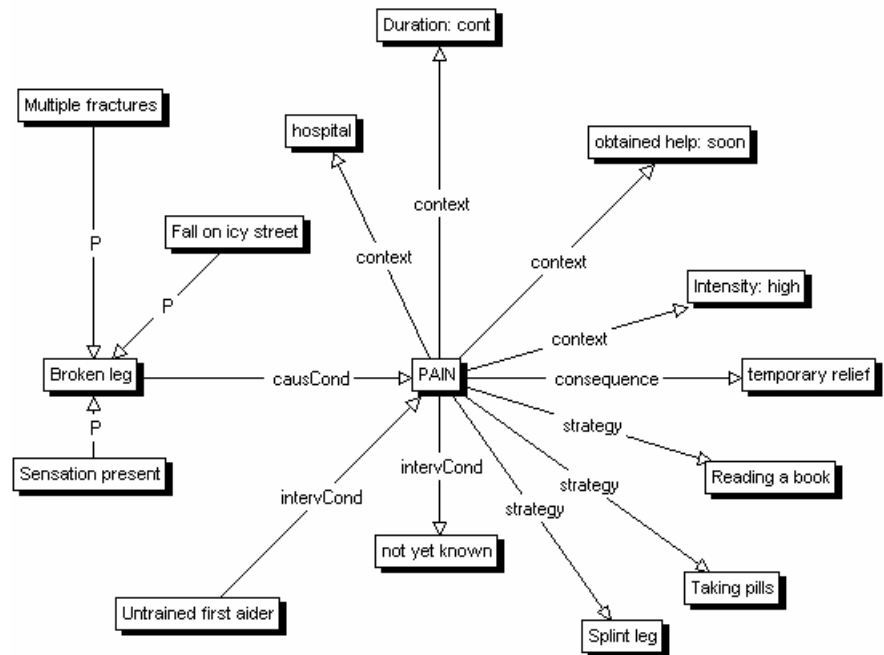 Duration: cont
Multiple fractures
hospital
obtained help: soon
context
Fall on icy street
P
context
context
Intensity: high
P
context
Broken leg
causCond
PAIN
consequence
temporary relief
P
strategy
Sensation present
intervCond
Reading a book
intervCond
strategy
strategy
not yet known
Taking pills
Untrained first aider
Splint leg